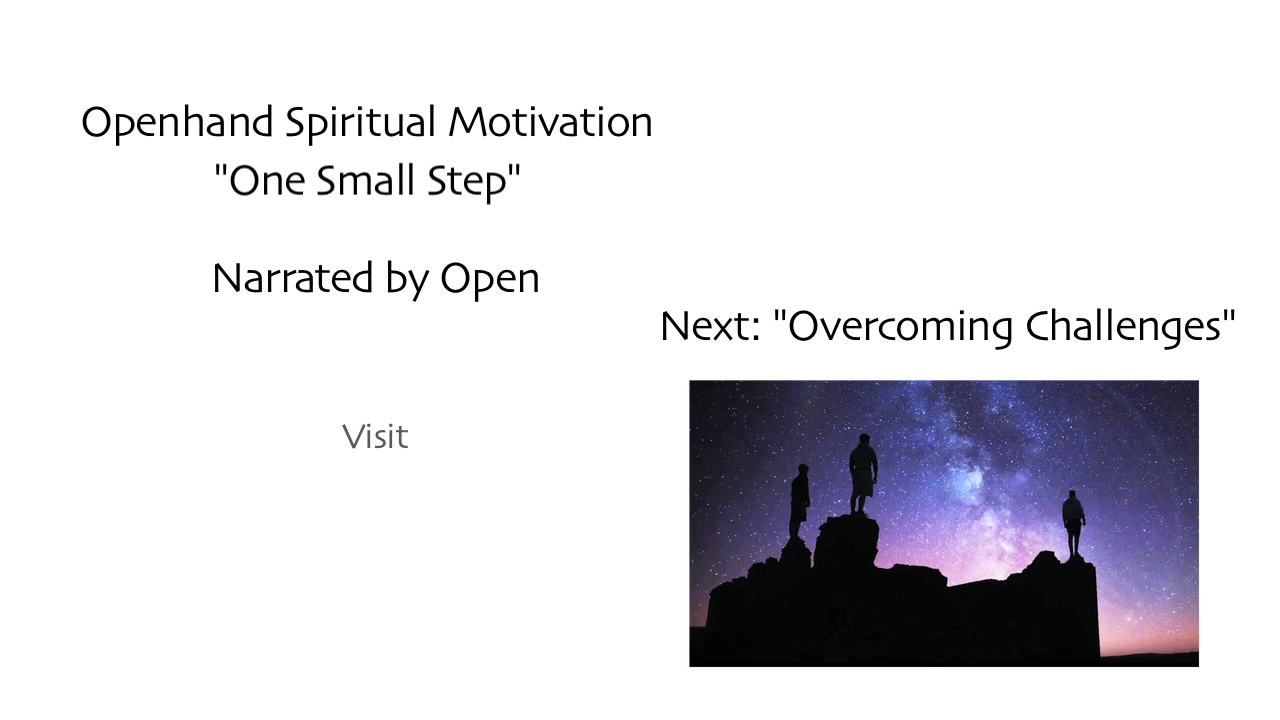 Openhand Spiritual Motivation
"One Small Step"
Narrated by Open
Next: "Overcoming Challenges"
Visit